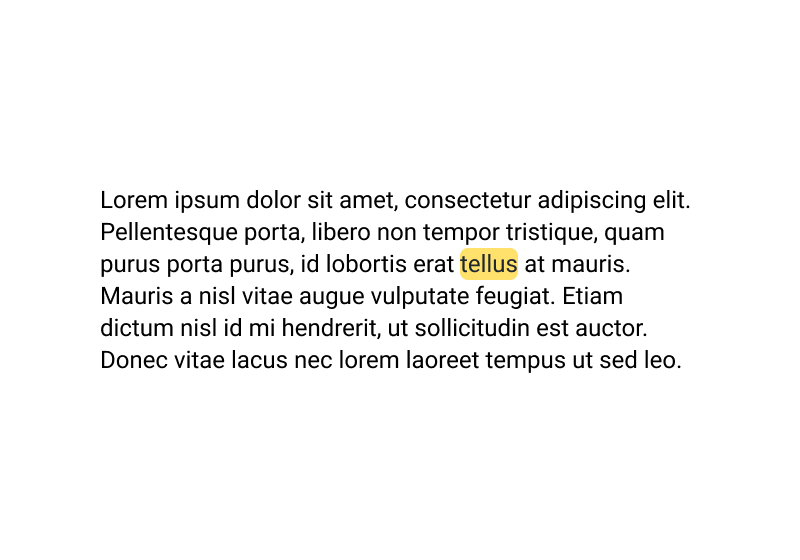 Lorem ipsum dolor sit amet, consectetur adipiscing elit.
Pellentesque porta, libero non tempor tristique, quam
purus porta purus, id lobortis erat tellus at mauris.
Mauris a nisl vitae augue vulputate feugiat. Etiam
dictum nisl id mi hendrerit, ut sollicitudin est auctor.
Donec vitae lacus nec lorem laoreet tempus ut sed leo.